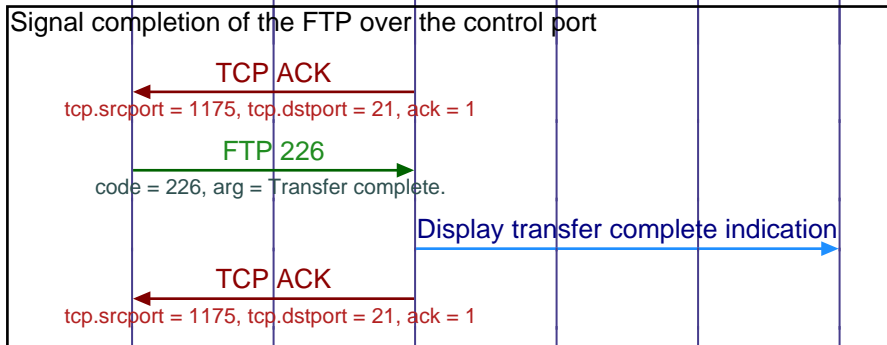 Signal completion of the FTP over the control port
TCP ACK
tcp.srcport = 1175, tcp.dstport = 21, ack = 1
FTP 226
code = 226, arg = Transfer complete.
Display transfer complete indication
TCP ACK
tcp.srcport = 1175, tcp.dstport = 21, ack = 1